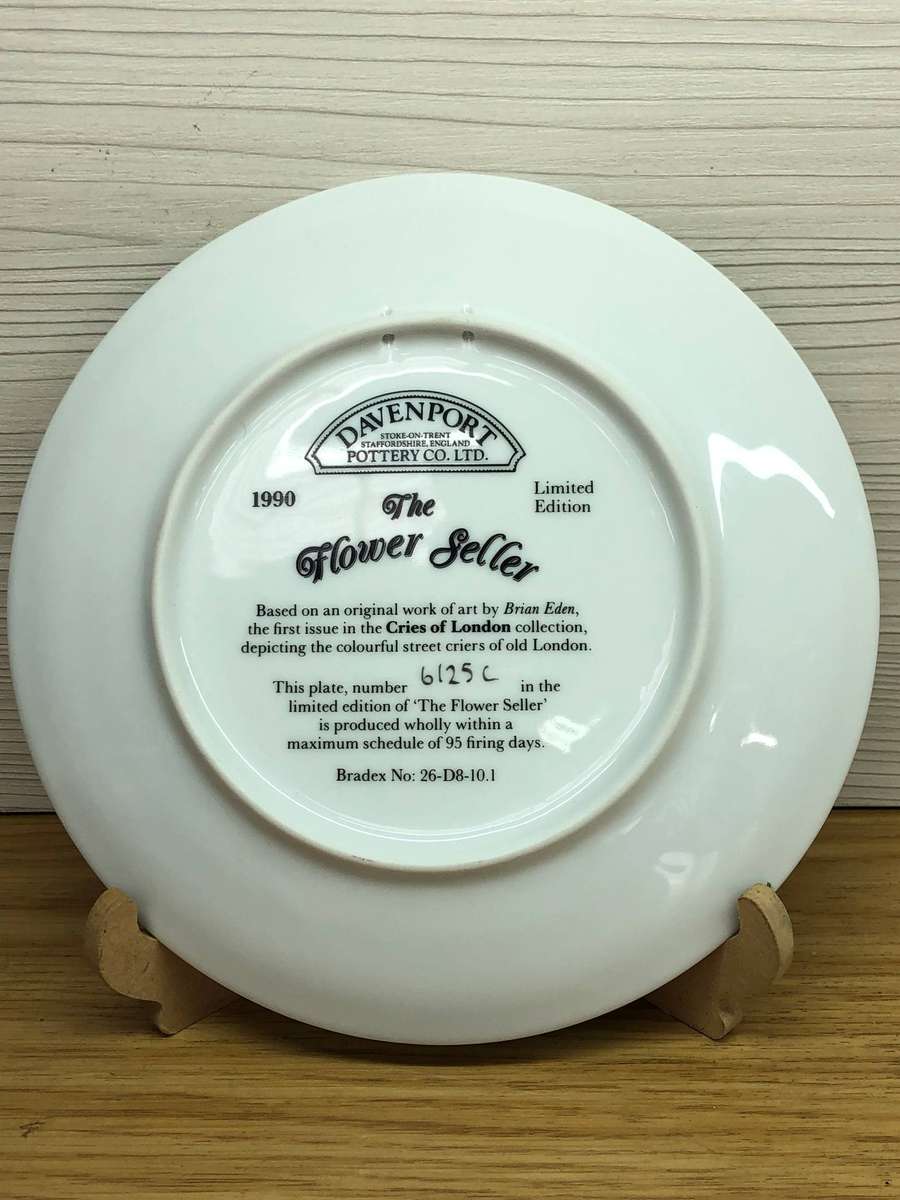 DAVENPORT
STOKE-ON-TRENT
STAFFORDSHIRE, ENGLAND
POTTERY CO. LTD.
1990
Limited
Edition
The
Flower Seller
Based on an original work of art by Brian Eden,
the first issue in the Cries of London collection,
depicting the colourful street criers of old London.
This plate, number 6125 C in the
limited edition of ‘The Flower Seller’
is produced wholly within a
maximum schedule of 95 firing days.
Bradex No: 26-D8-10.1